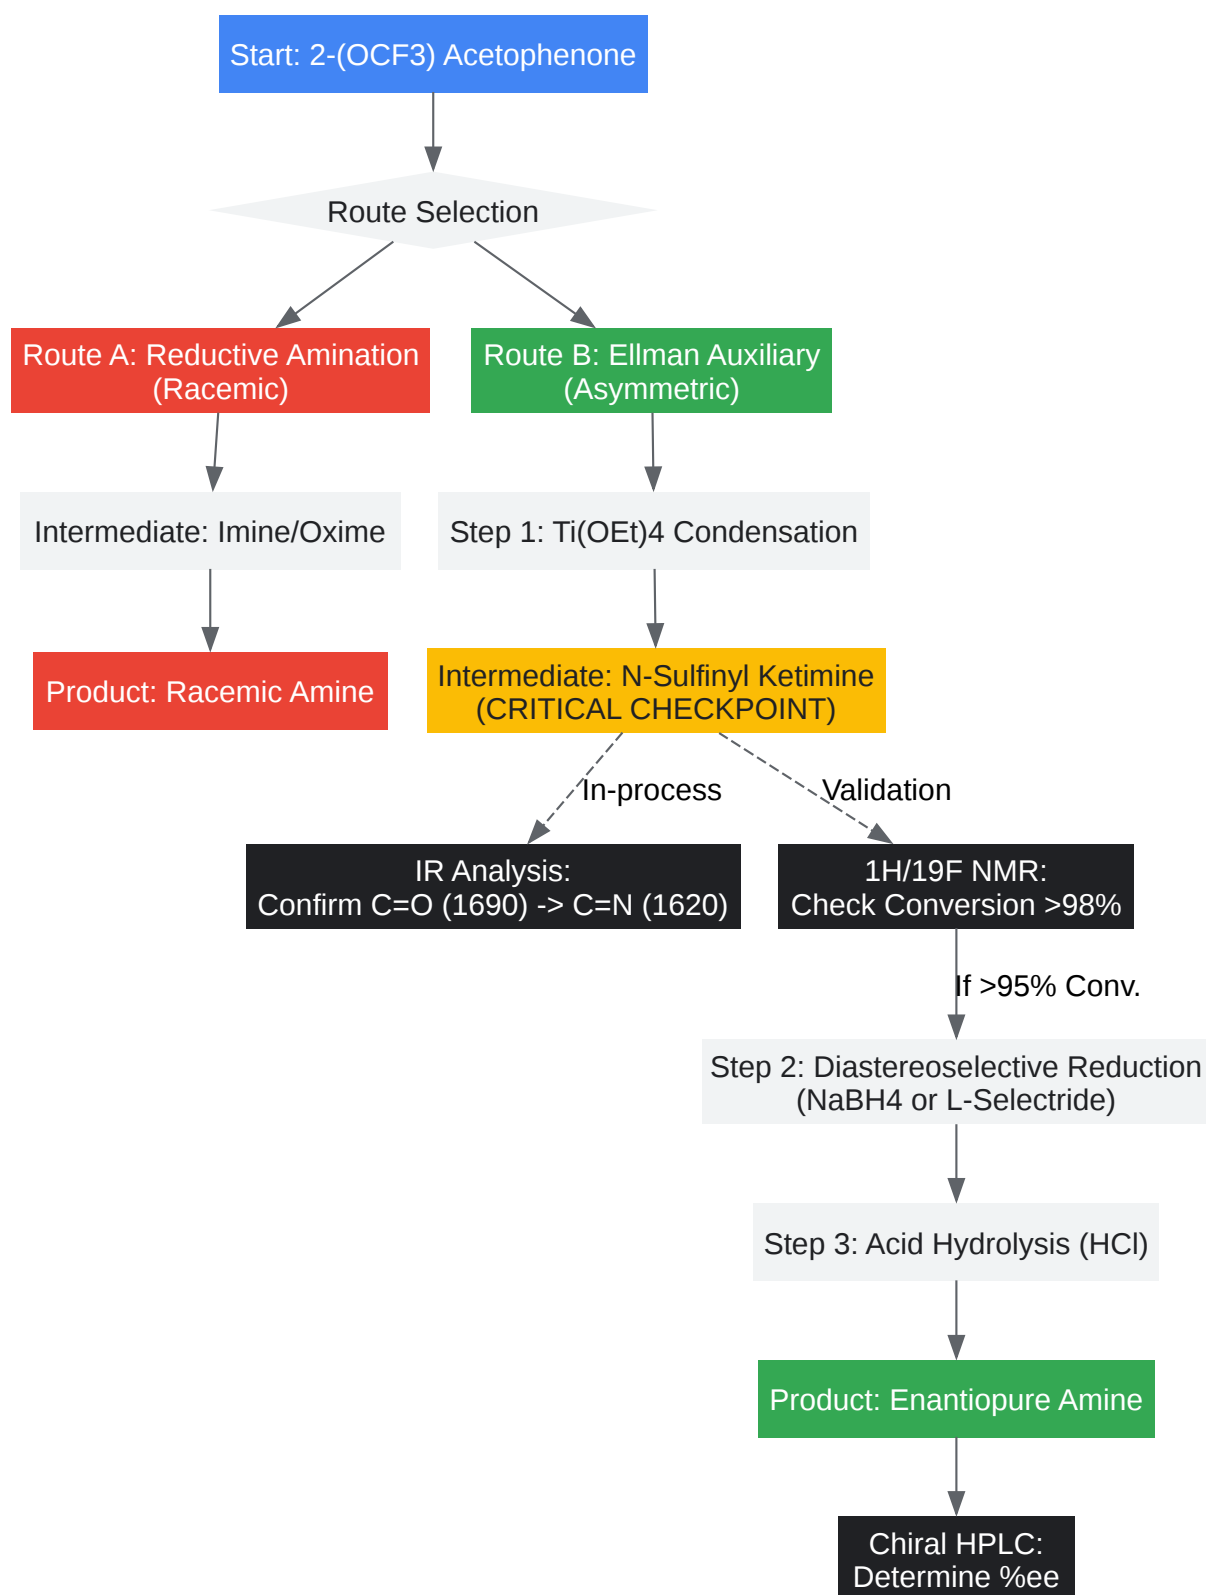 Start: 2-(OCF3) Acetophenone
Route Selection
Route A: Reductive Amination
(Racemic)
Route B: Ellman Auxiliary
(Asymmetric)
Intermediate: Imine/Oxime
Step 1: Ti(OEt)4 Condensation
Product: Racemic Amine
Intermediate: N-Sulfinyl Ketimine
(CRITICAL CHECKPOINT)
In-process
Validation
IR Analysis:
Confirm C=O (1690) -> C=N (1620)
1H/19F NMR:
Check Conversion >98%
If >95% Conv.
Step 2: Diastereoselective Reduction
(NaBH4 or L-Selectride)
Step 3: Acid Hydrolysis (HCl)
Product: Enantiopure Amine
Chiral HPLC:
Determine %ee